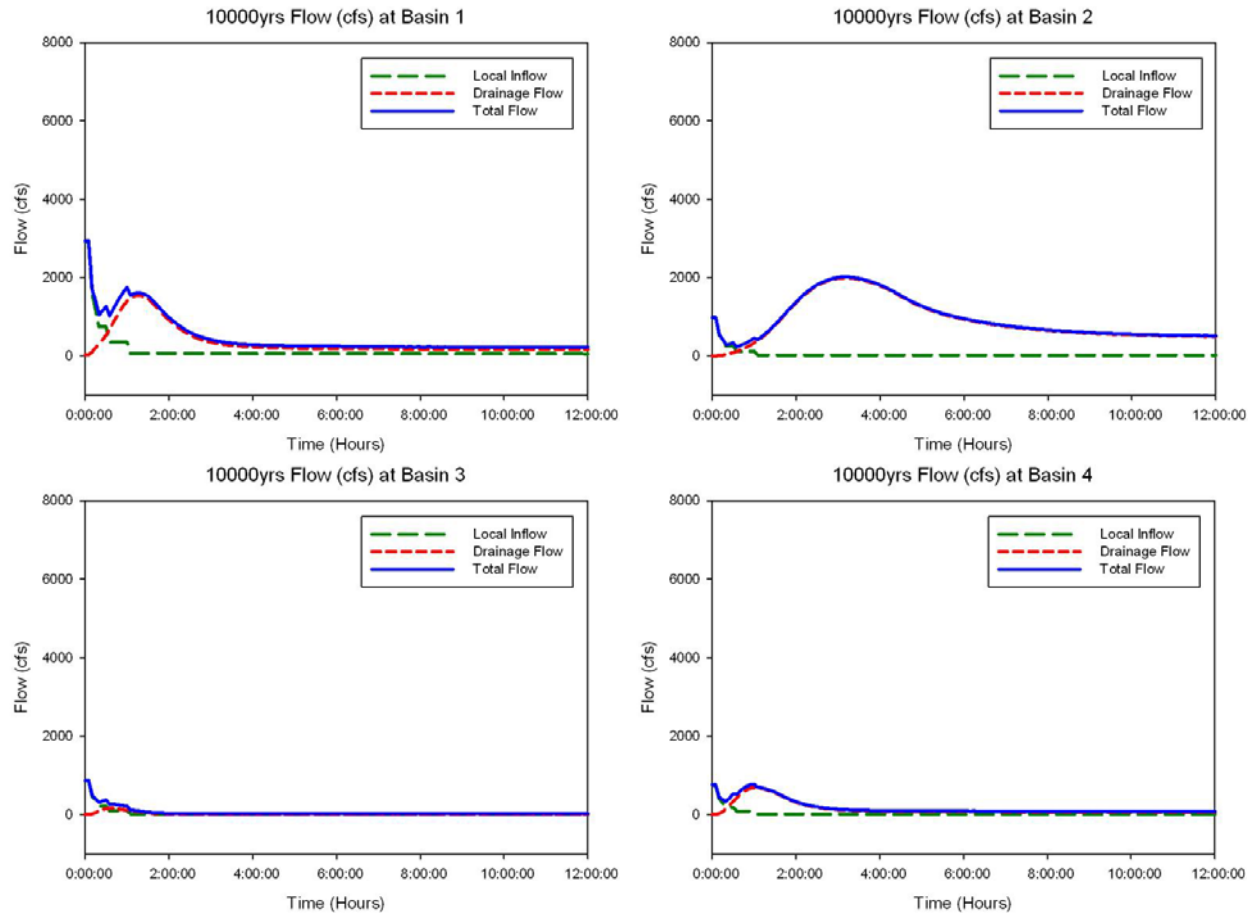 10000yrs Flow (cfs) at Basin 1
8000
6000
4000
2000
0
Flow (cfs)
Local Inflow
Drainage Flow
Total Flow
0:00:00 2:00:00 4:00:00 6:00:00 8:00:00 10:00:00 12:00:00
Time (Hours)
10000yrs Flow (cfs) at Basin 2
8000
6000
4000
2000
0
Flow (cfs)
Local Inflow
Drainage Flow
Total Flow
0:00:00 2:00:00 4:00:00 6:00:00 8:00:00 10:00:00 12:00:00
Time (Hours)
10000yrs Flow (cfs) at Basin 3
8000
6000
4000
2000
0
Flow (cfs)
Local Inflow
Drainage Flow
Total Flow
0:00:00 2:00:00 4:00:00 6:00:00 8:00:00 10:00:00 12:00:00
Time (Hours)
10000yrs Flow (cfs) at Basin 4
8000
6000
4000
2000
0
Flow (cfs)
Local Inflow
Drainage Flow
Total Flow
0:00:00 2:00:00 4:00:00 6:00:00 8:00:00 10:00:00 12:00:00
Time (Hours)